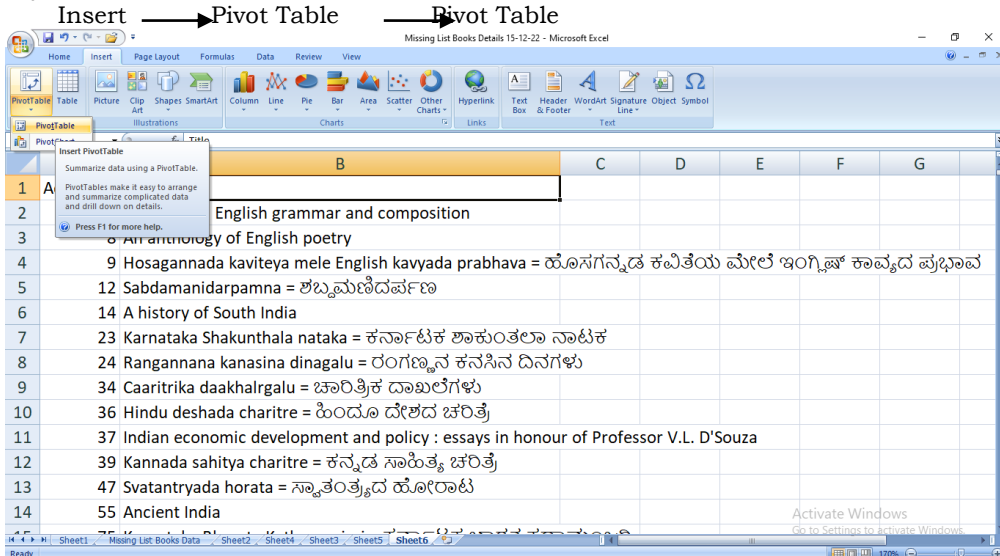 Insert Pivot Table Pivot Table
Missing List Books Details 15-12-22 - Microsoft Excel
Home Insert Page Layout Formulas Data Review View
PivotTable Table Picture Clip Art Shapes SmartArt Column Line Pie Bar Area Scatter Other Charts Hyperlink Text Box Header & Footer WordArt Signature Line Object Symbol
Illustrations Charts Links Text
PivotTable
Title
Insert PivotTable
Summarize data using a PivotTable.
PivotTables make it easy to arrange
and summarize complicated data
and drill down on details.
Press F1 for more help.
B C D E F G
1
2 English grammar and composition
3 8 An anthology of English poetry
4 9 Hosagannada kaviteya mele English kavyada prabhava = ಹೊಸಗನ್ನಡ ಕವಿತೆಯ ಮೇಲೆ ಇಂಗ್ಲಿಷ್ ಕಾವ್ಯದ ಪ್ರಭಾವ
5 12 Sabdamanidarpamna = ಶಬ್ದಮಣಿದರ್ಪಣ
6 14 A history of South India
7 23 Karnataka Shakunthala nataka = ಕರ್ನಾಟಕ ಶಾಕುಂತಲಾ ನಾಟಕ
8 24 Rangannana kanasina dinagalu = ರಂಗಣ್ಣನ ಕನಸಿನ ದಿನಗಳು
9 34 Caaritrika daakhalrgalu = ಚಾರಿತ್ರಿಕ ದಾಖಲೆಗಳು
10 36 Hindu deshada charitre = ಹಿಂದೂ ದೇಶದ ಚರಿತ್ರೆ
11 37 Indian economic development and policy : essays in honour of Professor V.L. D'Souza
12 39 Kannada sahitya charitre = ಕನ್ನಡ ಸಾಹಿತ್ಯ ಚರಿತ್ರೆ
13 47 Svatantryada horata = ಸ್ವಾತಂತ್ರ್ಯದ ಹೋರಾಟ
14 55 Ancient India
Activate Windows
Go to Settings to activate Windows.
Sheet1 Missing List Books Data Sheet2 Sheet4 Sheet3 Sheet5 Sheet6
Ready 170%